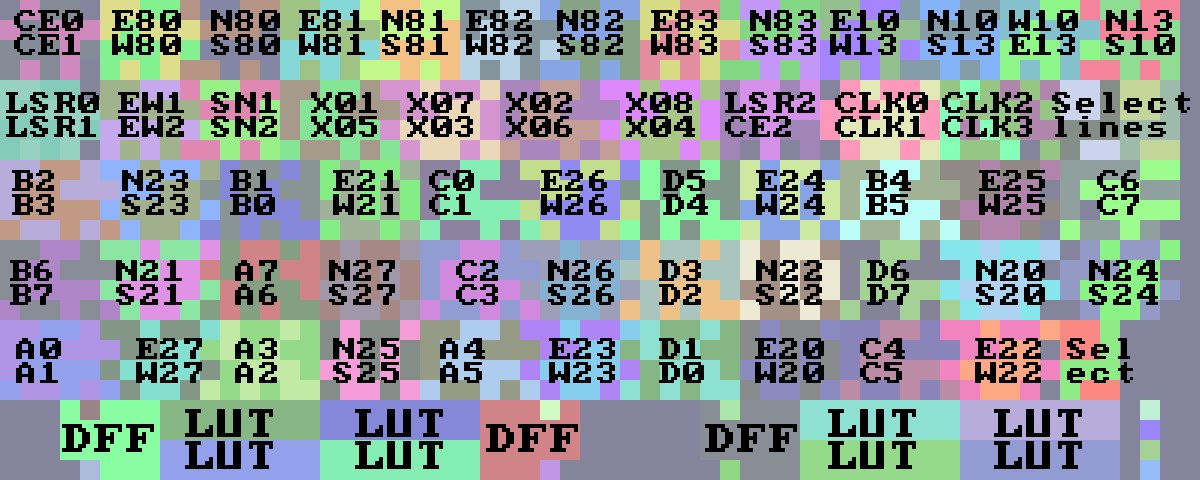 CE0 E80 N80 E81 N81 E82 N82 E83 N83 E10 N10 W10 N13
CE1 W80 S80 W81 S81 W82 S82 W83 S83 W13 S13 E13 S10
LSR0 EW1 SN1 X01 X07 X02 X08 LSR2 CLK0 CLK2 Select
LSR1 EW2 SN2 X05 X03 X06 X04 CE2 CLK1 CLK3 lines
B2 N23 B1 E21 C0 E26 D5 E24 B4 E25 C6
B3 S23 B0 W21 C1 W26 D4 W24 B5 W25 C7
B6 N21 A7 N27 C2 N26 D3 N22 D6 N20 N24
B7 S21 A6 S27 C3 S26 D2 S22 D7 S20 S24
A0 E27 A3 N25 A4 E23 D1 E20 C4 E22 Sel
A1 W27 A2 S25 A5 W23 D0 W20 C5 W22 ect
DFF LUT LUT DFF DFF LUT LUT
LUT LUT LUT LUT